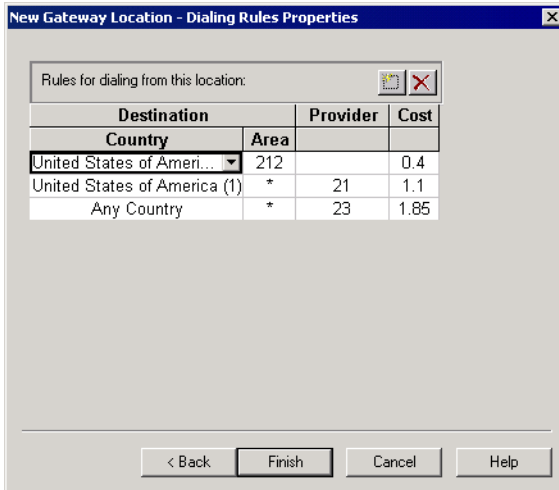 New Gateway Location - Dialing Rules Properties
Rules for dialing from this location:
Destination Provider Cost
Country Area
United States of Ameri... 212 0.4
United States of America (1) * 21 1.1
Any Country * 23 1.85
< Back Finish Cancel Help